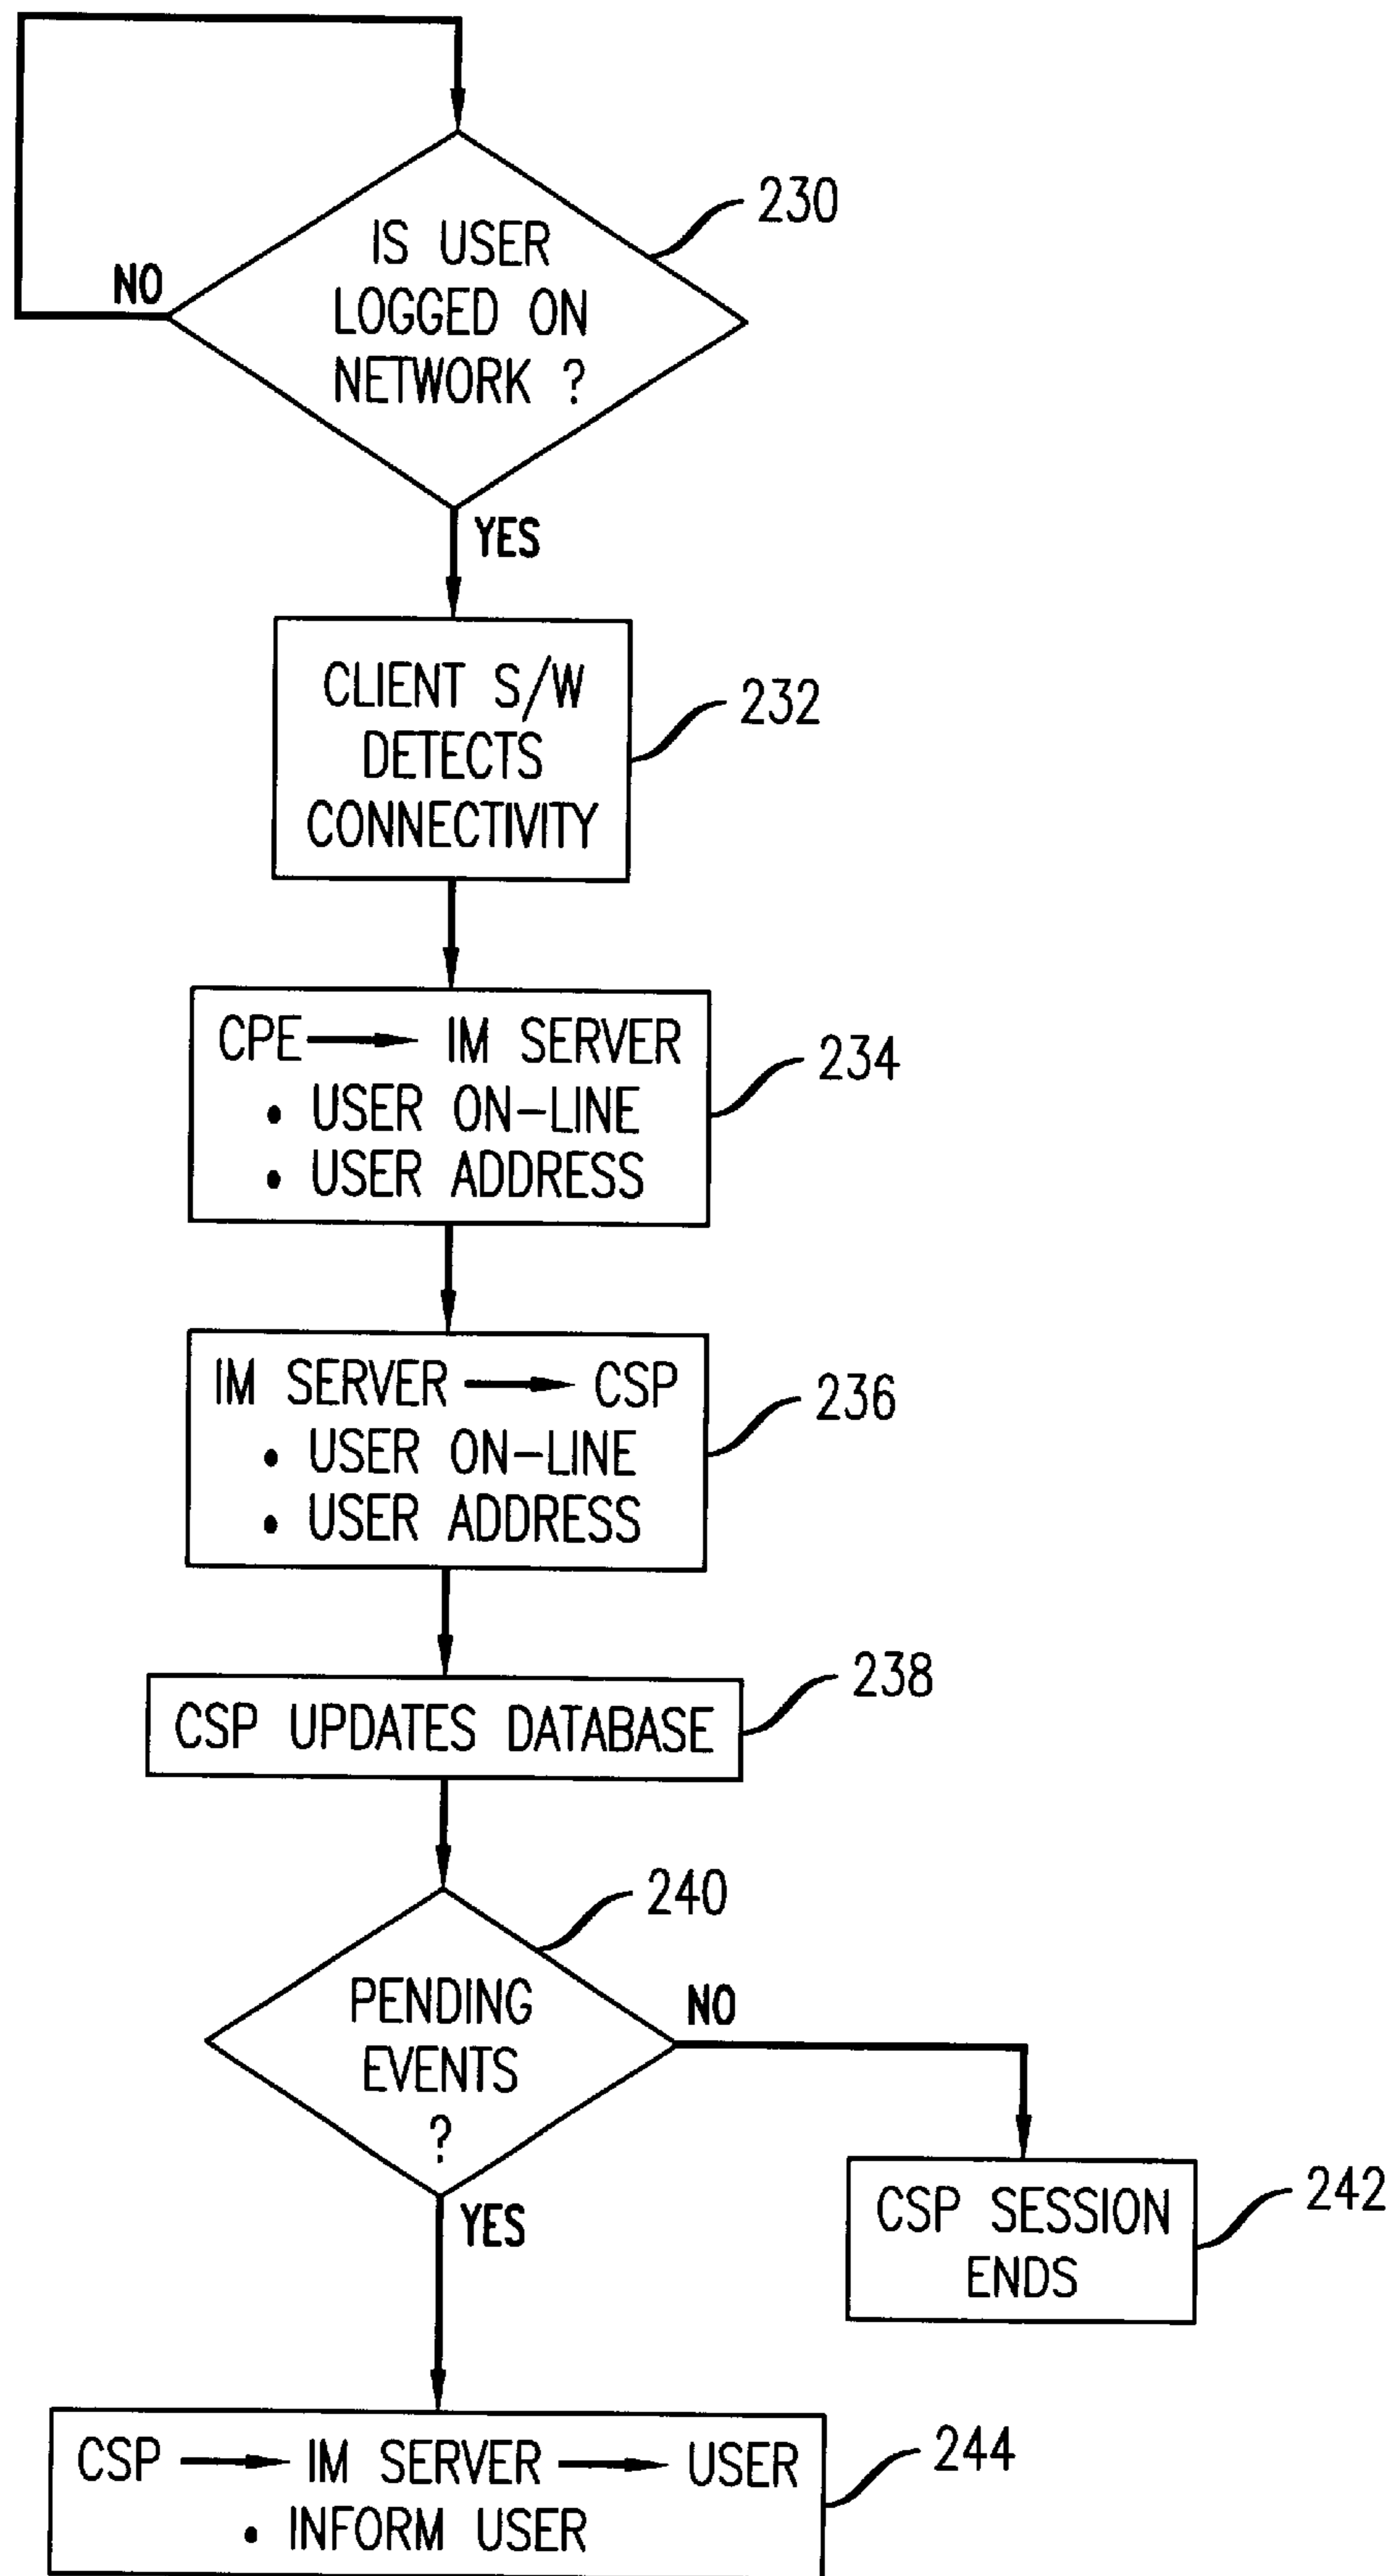 230
IS USER
LOGGED ON
NETWORK ?
NO
YES
CLIENT S/W
DETECTS
CONNECTIVITY
232
CPE → IM SERVER
• USER ON-LINE
• USER ADDRESS
234
IM SERVER → CSP
• USER ON-LINE
• USER ADDRESS
236
CSP UPDATES DATABASE
238
240
PENDING
EVENTS
?
NO
YES
CSP SESSION
ENDS
242
CSP → IM SERVER → USER
• INFORM USER
244